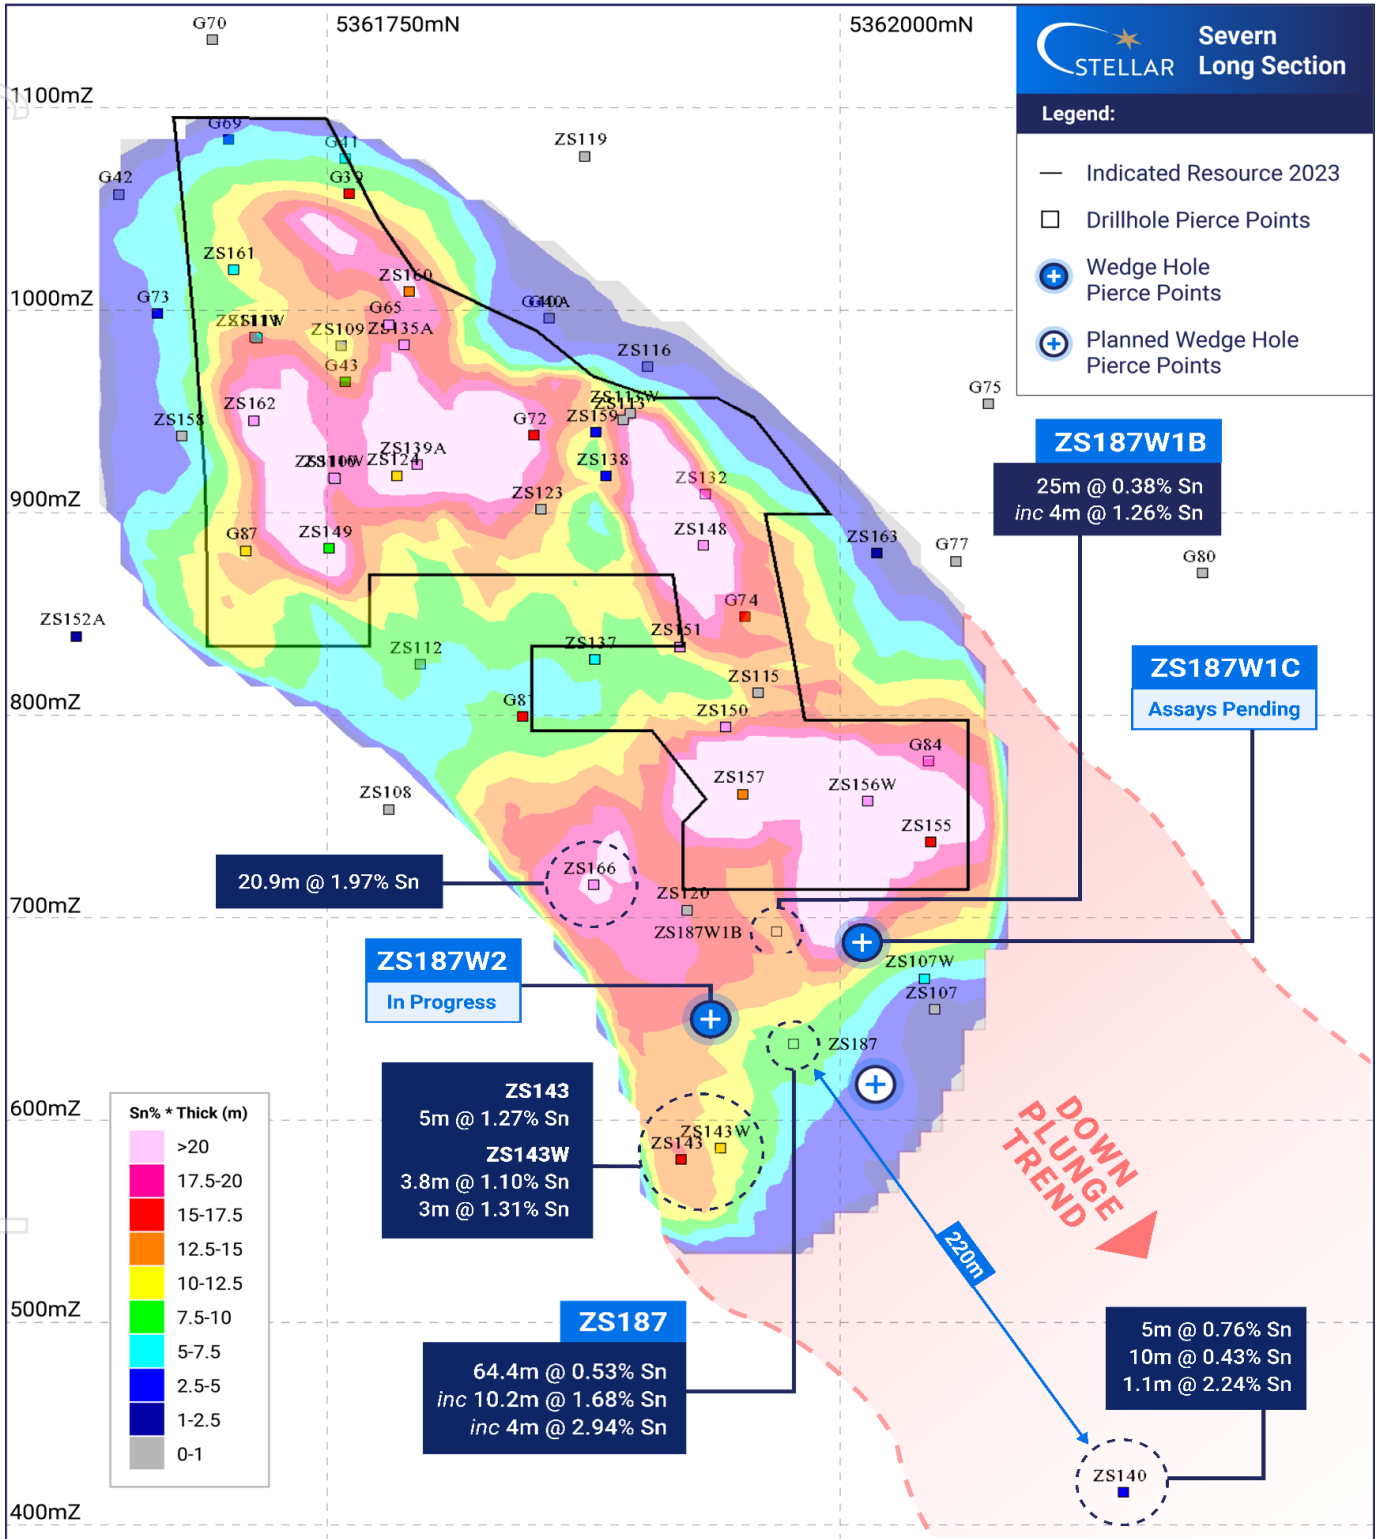 G70
5361750mN
5362000mN
STELLAR
Severn
Long Section
Legend:
Indicated Resource 2023
Drillhole Pierce Points
Wedge Hole
Pierce Points
Planned Wedge Hole
Pierce Points
1100mZ
G69
G41
ZS119
G42
G39
ZS161
ZS160
1000mZ
G73
G65
G40A
ZS111W
ZS109
ZS135A
ZS116
G43
G75
ZS162
ZS113W
ZS113
ZS158
G72
ZS159
ZS187W1B
25m @ 0.38% Sn
inc 4m @ 1.26% Sn
ZS139A
ZS110W
ZS124
ZS138
ZS132
900mZ
ZS123
G87
ZS149
ZS148
ZS163
G77
G80
ZS152A
G74
ZS151
ZS112
ZS137
ZS187W1C
Assays Pending
ZS115
800mZ
G81
ZS150
G84
ZS108
ZS157
ZS156W
ZS155
20.9m @ 1.97% Sn
ZS166
ZS120
700mZ
ZS187W1B
ZS187W2
In Progress
ZS107W
ZS107
ZS187
ZS143
5m @ 1.27% Sn
ZS143W
3.8m @ 1.10% Sn
3m @ 1.31% Sn
600mZ
ZS143W
ZS143
DOWN
PLUNGE
TREND
220m
Sn% * Thick (m)
>20
17.5-20
15-17.5
12.5-15
10-12.5
7.5-10
5-7.5
2.5-5
1-2.5
0-1
500mZ
ZS187
64.4m @ 0.53% Sn
inc 10.2m @ 1.68% Sn
inc 4m @ 2.94% Sn
5m @ 0.76% Sn
10m @ 0.43% Sn
1.1m @ 2.24% Sn
ZS140
400mZ